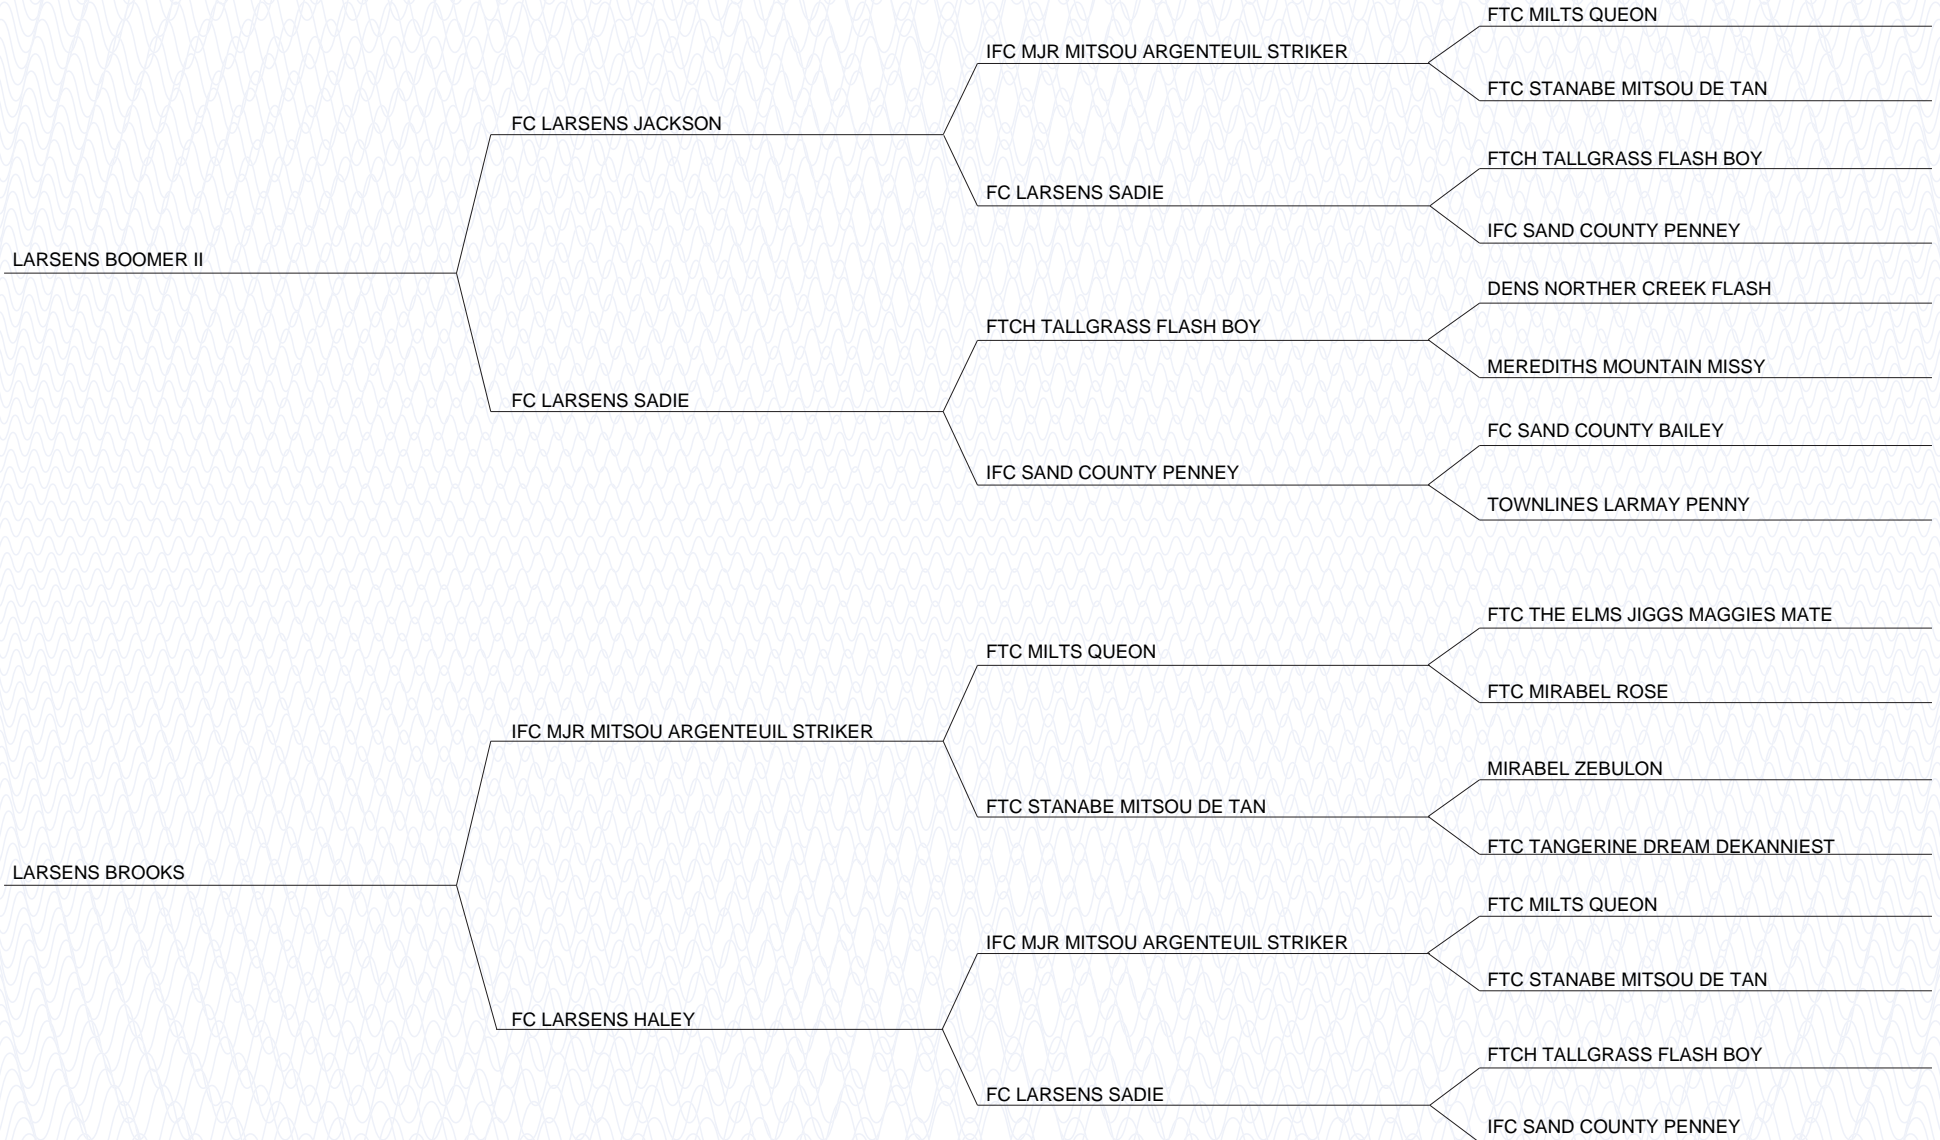 FTC MILTS QUEON
IFC MJR MITSOU ARGENTEUIL STRIKER
FTC STANABE MITSOU DE TAN
FC LARSENS JACKSON
FTCH TALLGRASS FLASH BOY
FC LARSENS SADIE
IFC SAND COUNTY PENNEY
LARSENS BOOMER II
DENS NORTHER CREEK FLASH
FTCH TALLGRASS FLASH BOY
MEREDITHS MOUNTAIN MISSY
FC LARSENS SADIE
FC SAND COUNTY BAILEY
IFC SAND COUNTY PENNEY
TOWNLINES LARMAY PENNY
FTC THE ELMS JIGGS MAGGIES MATE
FTC MILTS QUEON
FTC MIRABEL ROSE
IFC MJR MITSOU ARGENTEUIL STRIKER
MIRABEL ZEBULON
FTC STANABE MITSOU DE TAN
FTC TANGERINE DREAM DEKANNIEST
LARSENS BROOKS
FTC MILTS QUEON
IFC MJR MITSOU ARGENTEUIL STRIKER
FTC STANABE MITSOU DE TAN
FC LARSENS HALEY
FTCH TALLGRASS FLASH BOY
FC LARSENS SADIE
IFC SAND COUNTY PENNEY